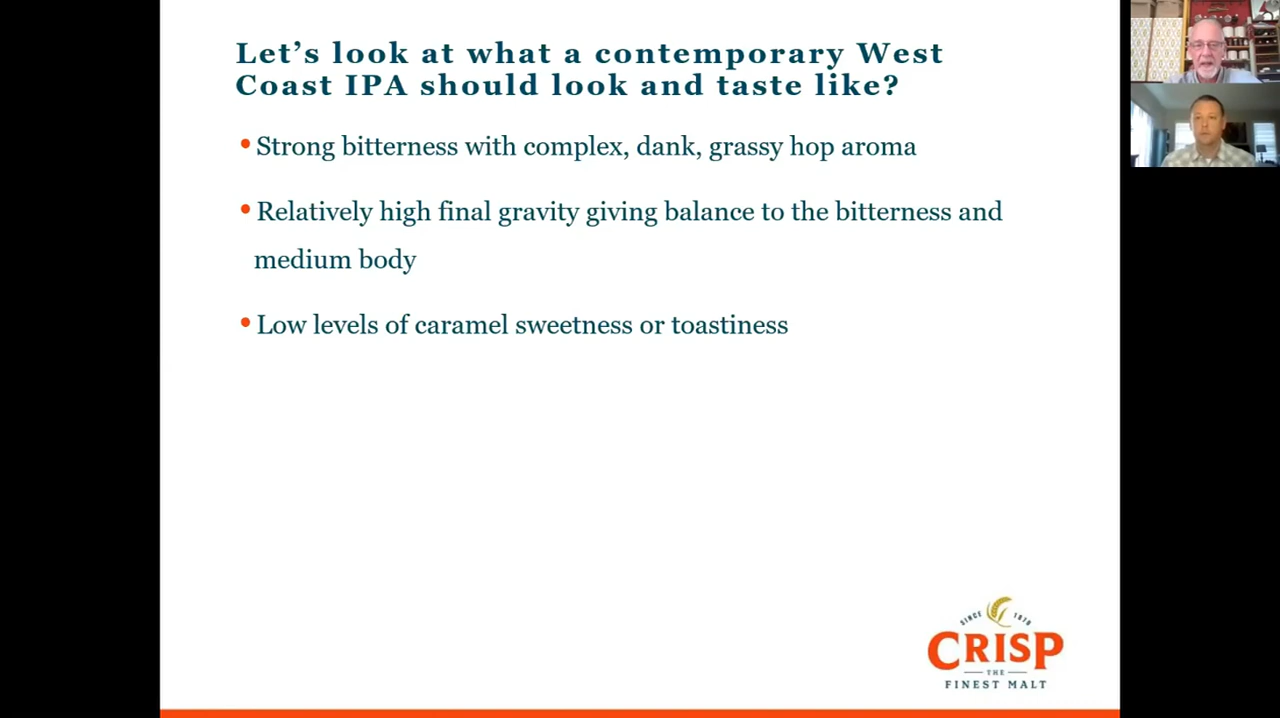 Let's look at what a contemporary West
Coast IPA should look and taste like?
• Strong bitterness with complex, dank, grassy hop aroma
• Relatively high final gravity giving balance to the bitterness and
medium body
• Low levels of caramel sweetness or toastiness
SINCE 1870
CRISP
THE
FINEST MALT